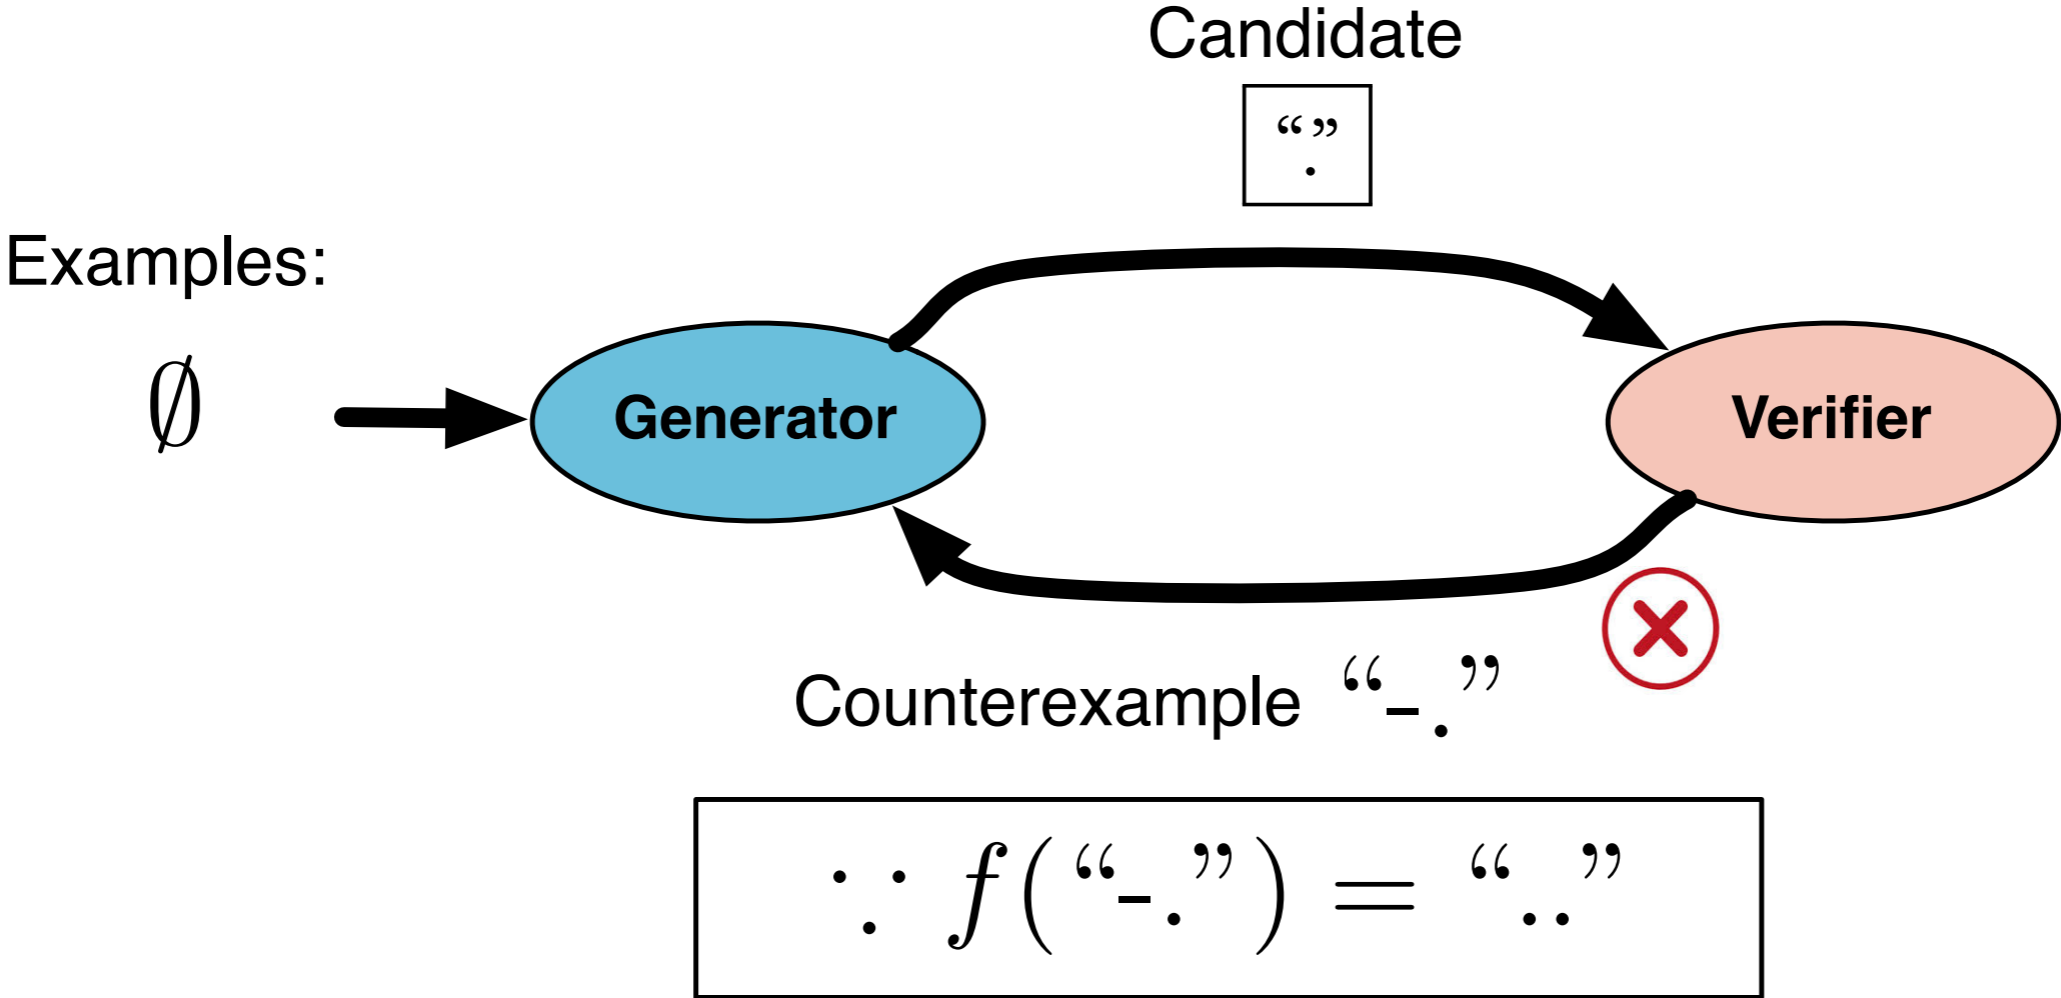 Candidate
“.”
Examples:
∅
Generator
Verifier
Counterexample “-.”
∵ f(“-.”) = “..”